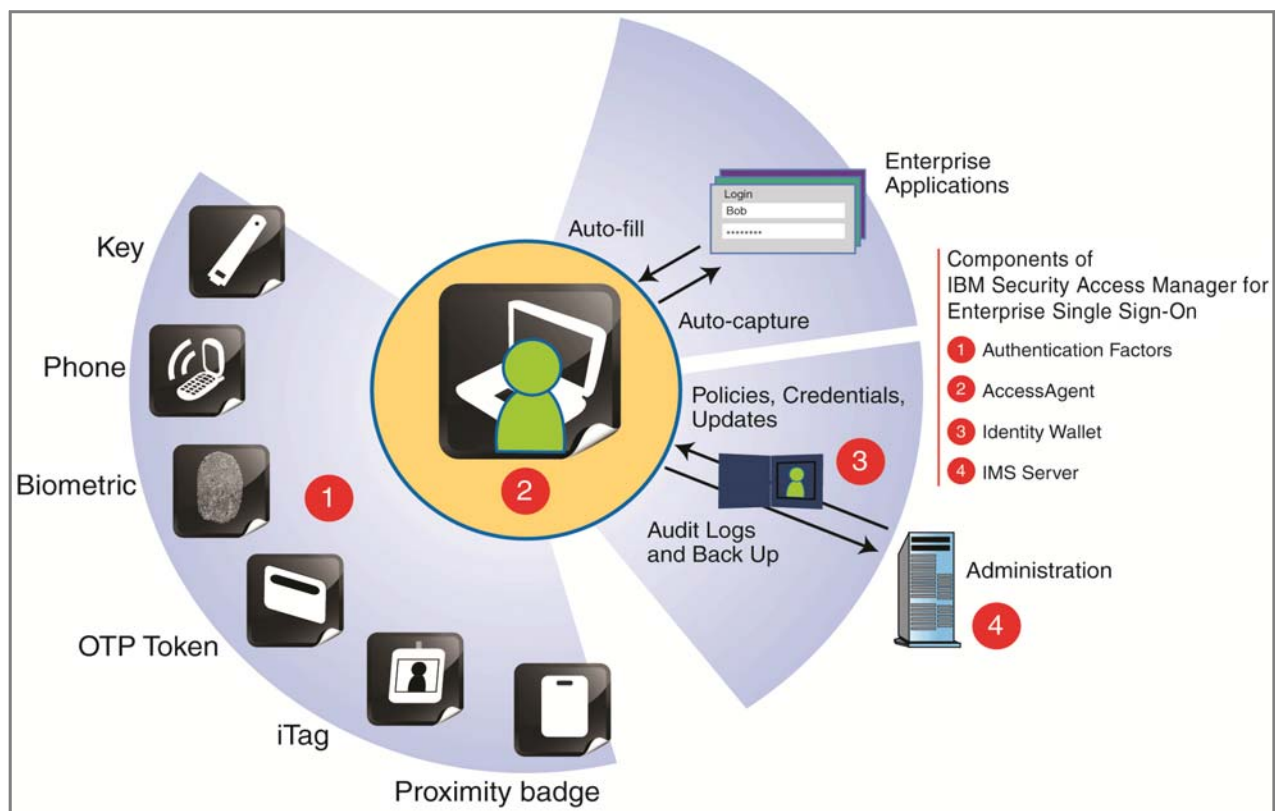 Enterprise
Applications
Login
Bob
••••••••
Auto-fill
Auto-capture
Key
Phone
Biometric
1
OTP Token
iTag
Proximity badge
2
Policies, Credentials,
Updates
3
Audit Logs
and Back Up
Administration
4
Components of
IBM Security Access Manager for
Enterprise Single Sign-On
1 Authentication Factors
2 AccessAgent
3 Identity Wallet
4 IMS Server